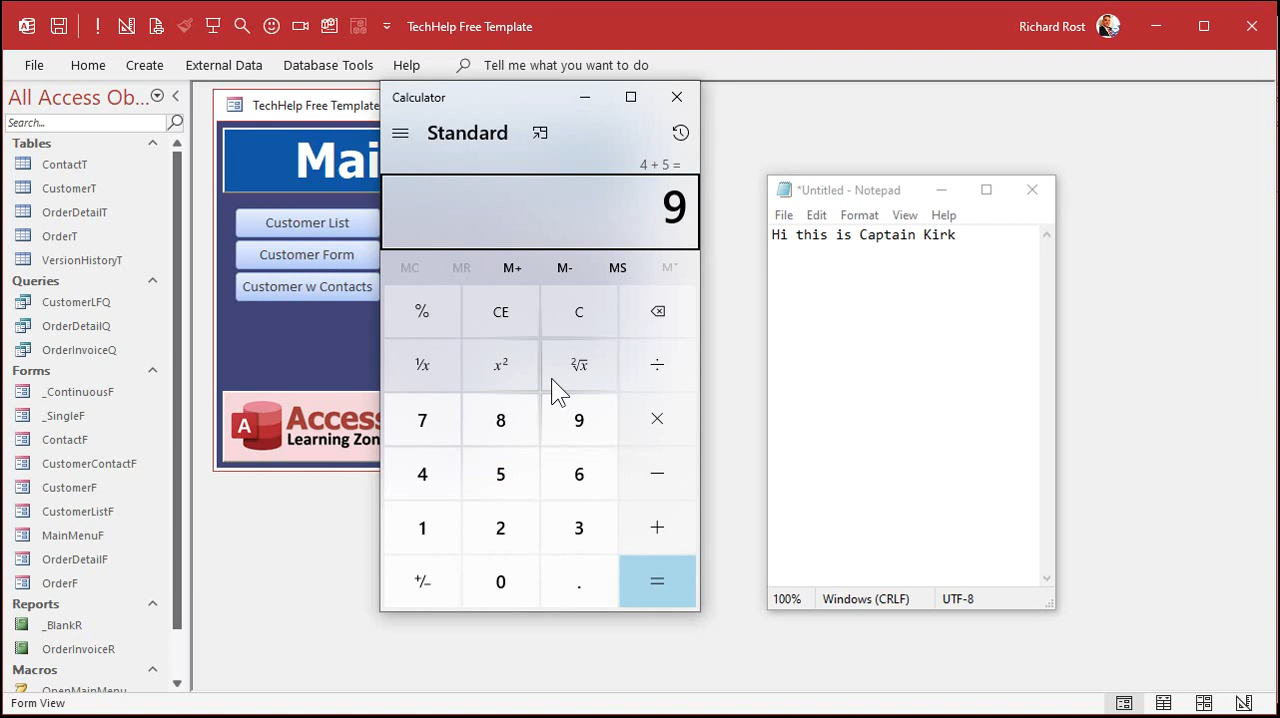 TechHelp Free Template
Richard Rost
File Home Create External Data Database Tools Help Tell me what you want to do
All Access Ob...
Search...
Tables
ContactT
CustomerT
OrderDetailT
OrderT
VersionHistoryT
Queries
CustomerLFQ
OrderDetailQ
OrderInvoiceQ
Forms
_ContinuousF
_SingleF
ContactF
CustomerContactF
CustomerF
CustomerListF
MainMenuF
OrderDetailF
OrderF
Reports
_BlankR
OrderInvoiceR
Macros
OpenMainMenu
TechHelp Free Template
Mai
Customer List
Customer Form
Customer w Contacts
A
Access
Learning Zon
Calculator
Standard
4 + 5 =
9
MC MR M+ M- MS M˅
% CE C
⅟x x² ²√x ÷
7 8 9 ×
4 5 6 −
1 2 3 +
+/− 0 . =
*Untitled - Notepad
File Edit Format View Help
Hi this is Captain Kirk
100% Windows (CRLF) UTF-8
Form View